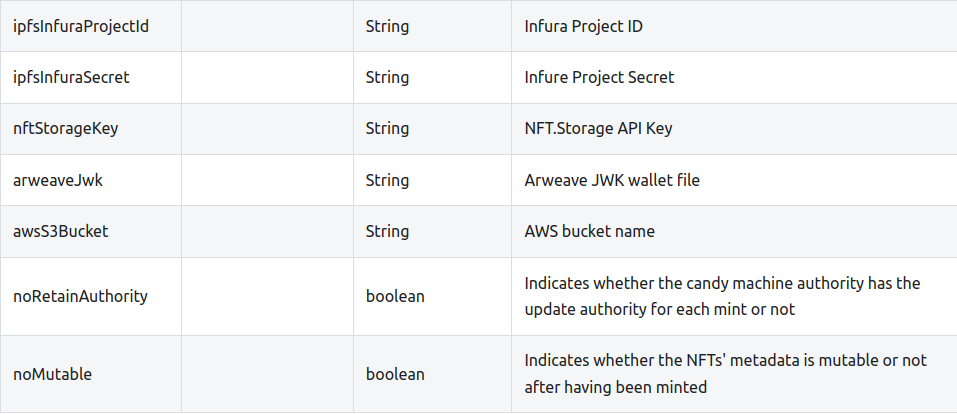 ipfsInfuraProjectId String Infura Project ID
ipfsInfuraSecret String Infure Project Secret
nftStorageKey String NFT.Storage API Key
arweaveJwk String Arweave JWK wallet file
awsS3Bucket String AWS bucket name
noRetainAuthority boolean Indicates whether the candy machine authority has the
update authority for each mint or not
noMutable boolean Indicates whether the NFTs' metadata is mutable or not
after having been minted